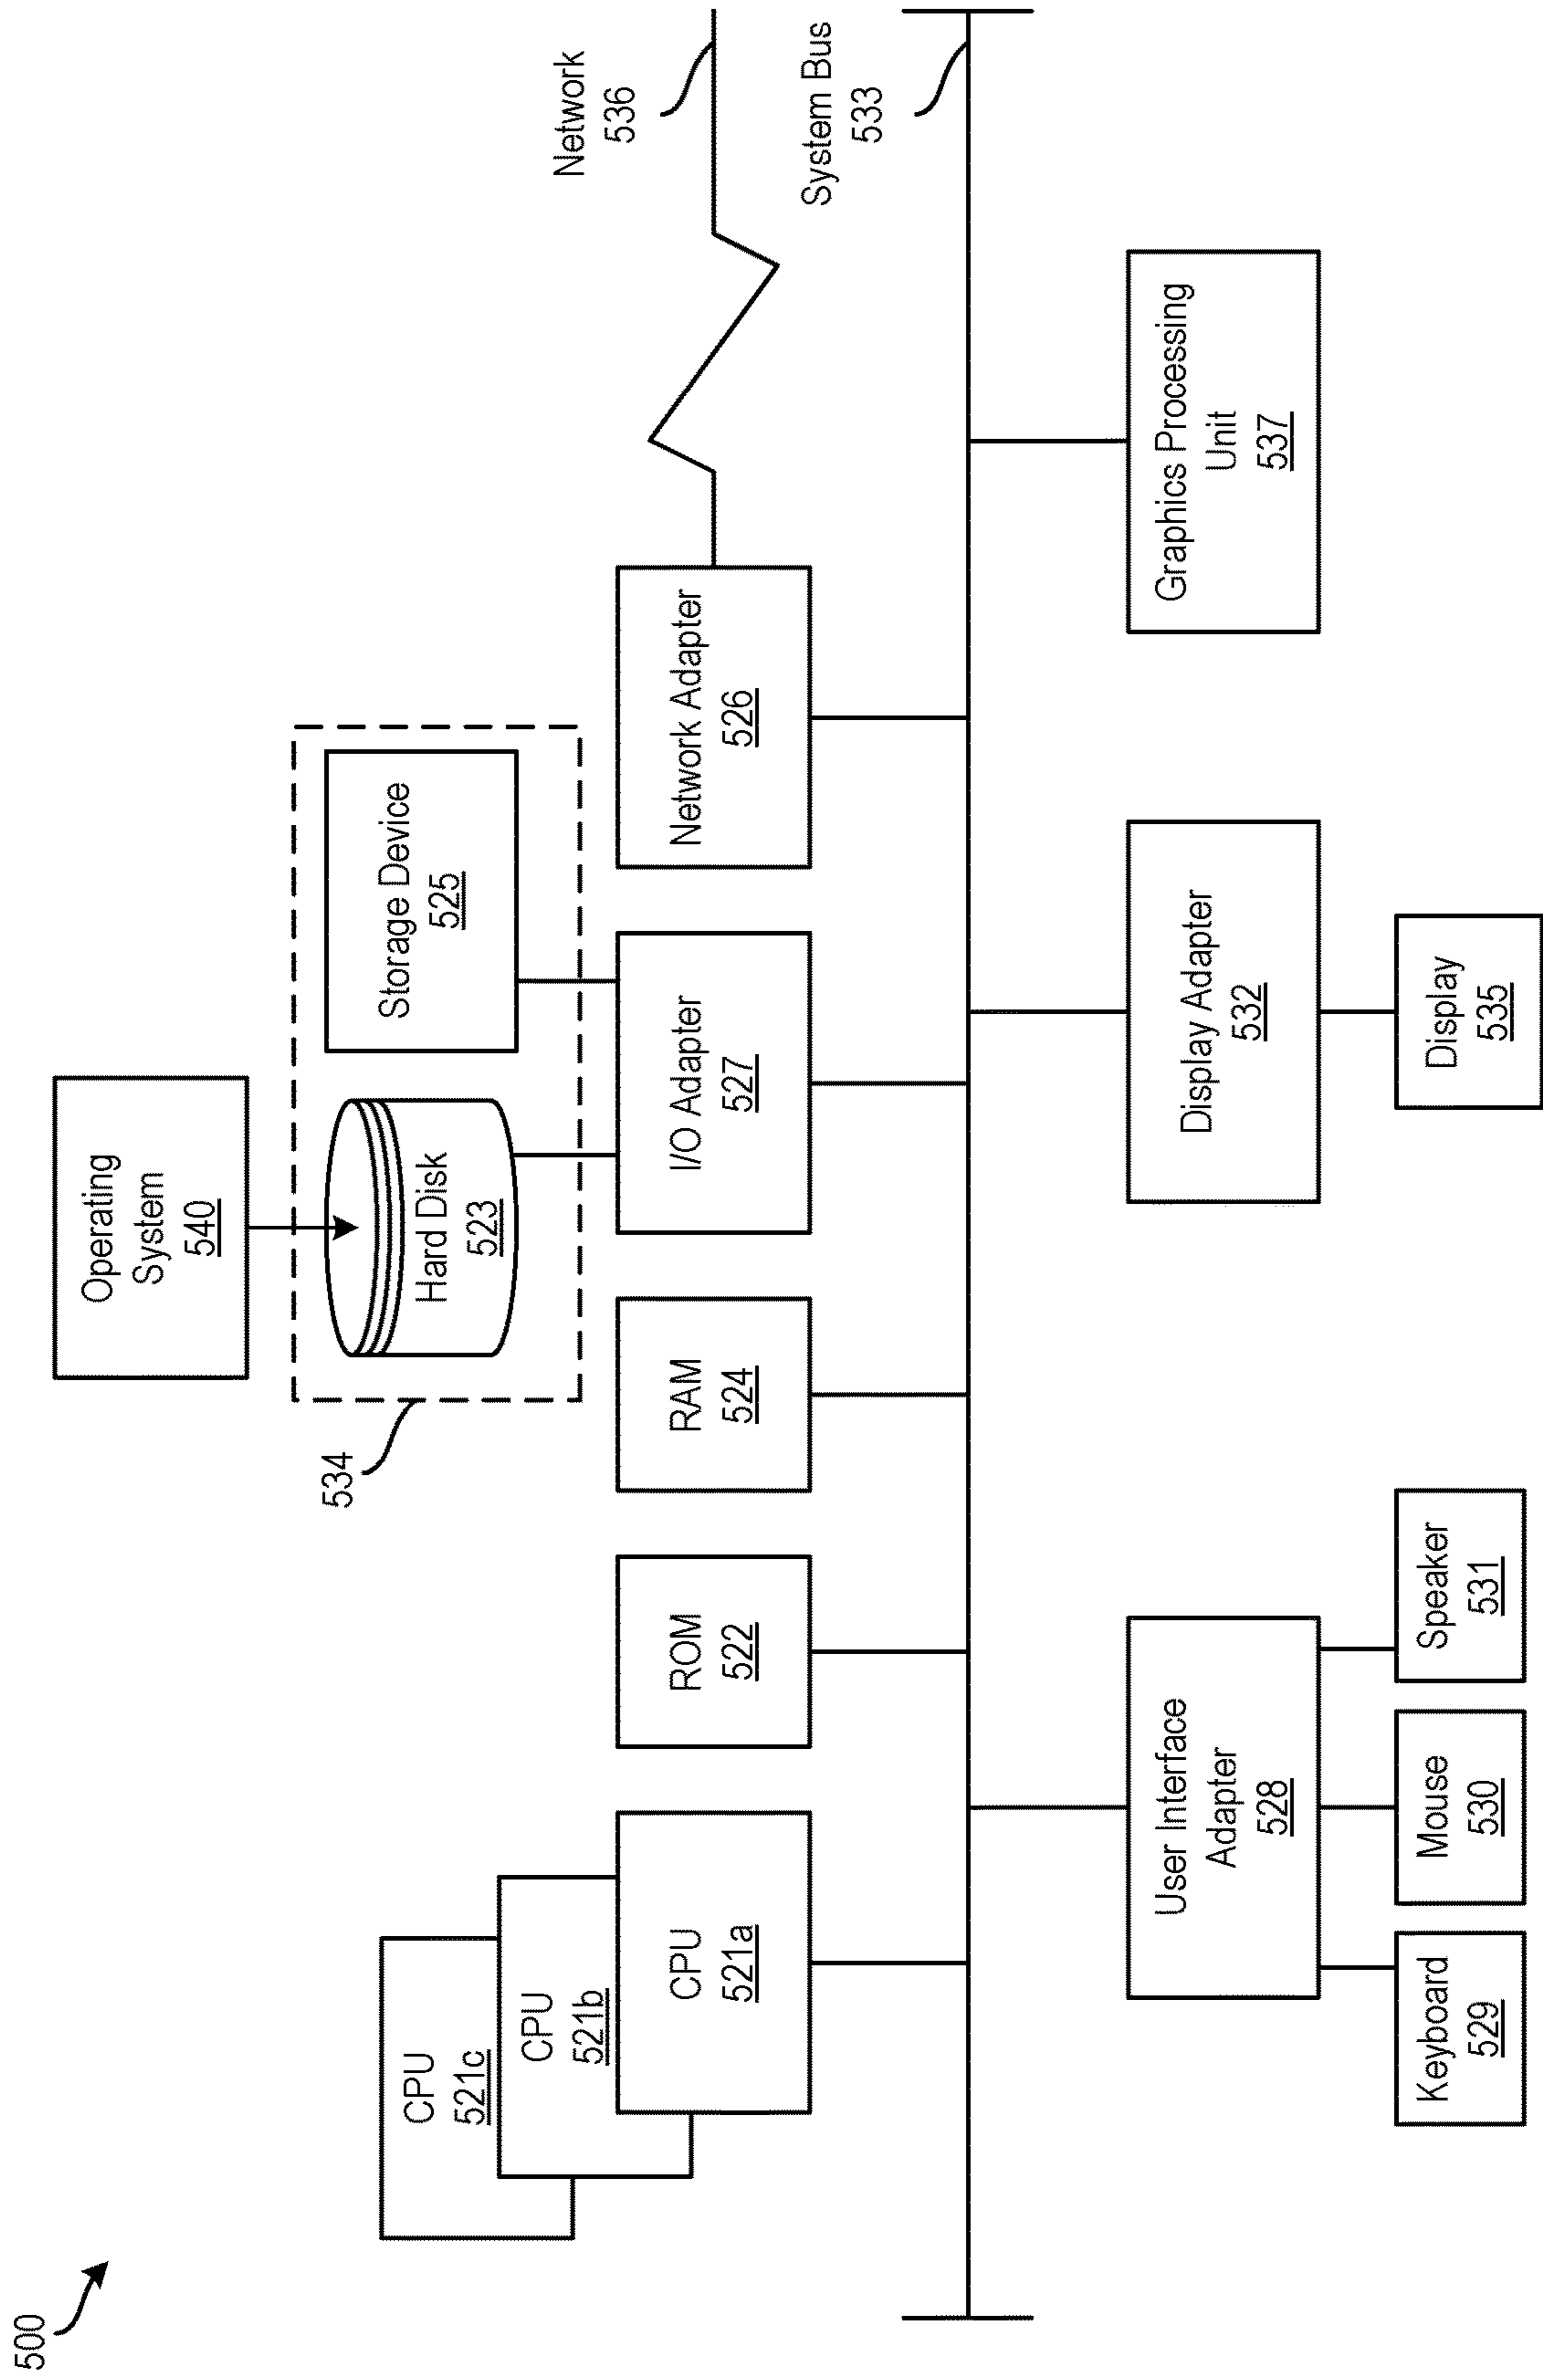 500
Operating
System
540
534
Hard Disk
523
Storage Device
525
CPU
521c
CPU
521b
CPU
521a
ROM
522
RAM
524
I/O Adapter
527
Network Adapter
526
Network
536
System Bus
533
User Interface
Adapter
528
Display Adapter
532
Graphics Processing
Unit
537
Keyboard
529
Mouse
530
Speaker
531
Display
535